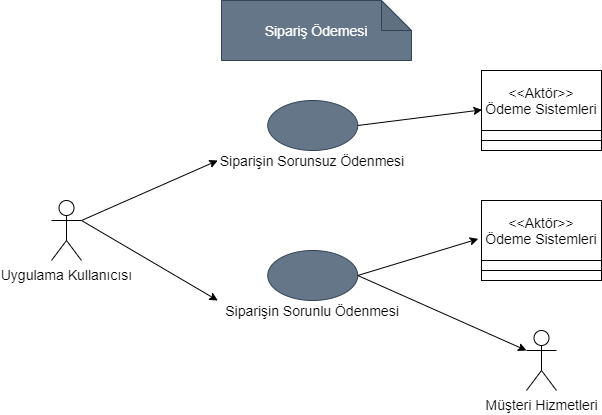 Sipariş Ödemesi
<<Aktör>>
Ödeme Sistemleri
Siparişin Sorunsuz Ödenmesi
<<Aktör>>
Ödeme Sistemleri
Uygulama Kullanıcısı
Siparişin Sorunlu Ödenmesi
Müşteri Hizmetleri